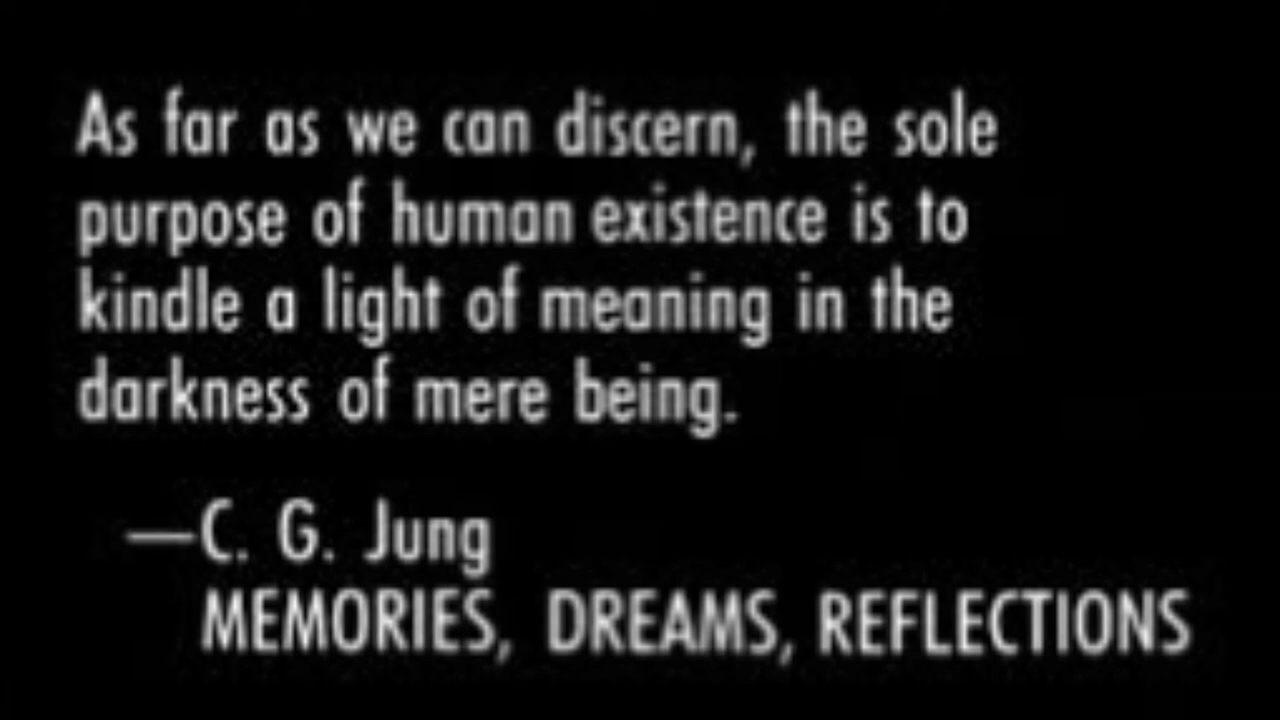 As far as we can discern, the sole
purpose of human existence is to
kindle a light of meaning in the
darkness of mere being.
—C. G. Jung
MEMORIES, DREAMS, REFLECTIONS